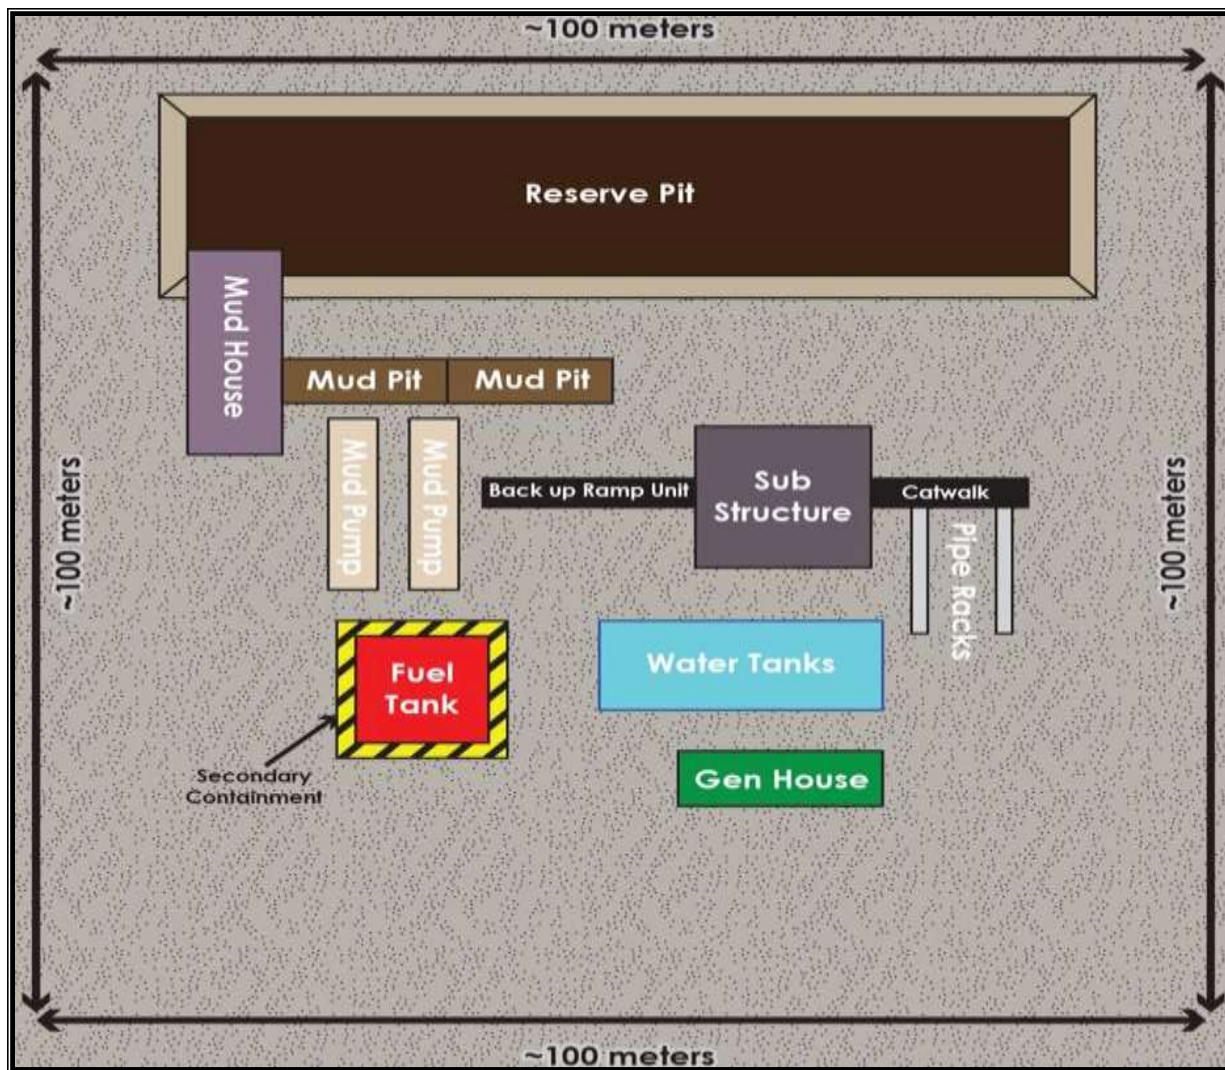 ~100 meters
Reserve Pit
Mud House
Mud Pit
Mud Pit
Mud Pump
Mud Pump
Back up Ramp Unit
Sub
Structure
Catwalk
Pipe Racks
~100 meters
~100 meters
Fuel
Tank
Water Tanks
Secondary
Containment
Gen House
~100 meters